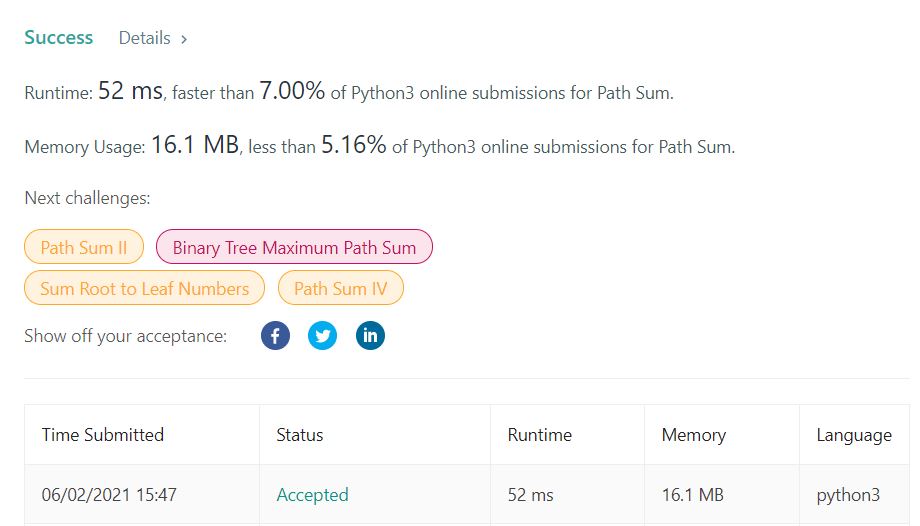 Success Details >
Runtime: 52 ms, faster than 7.00% of Python3 online submissions for Path Sum.
Memory Usage: 16.1 MB, less than 5.16% of Python3 online submissions for Path Sum.
Next challenges:
Path Sum II Binary Tree Maximum Path Sum
Sum Root to Leaf Numbers Path Sum IV
Show off your acceptance: f in
Time Submitted Status Runtime Memory Language
06/02/2021 15:47 Accepted 52 ms 16.1 MB python3